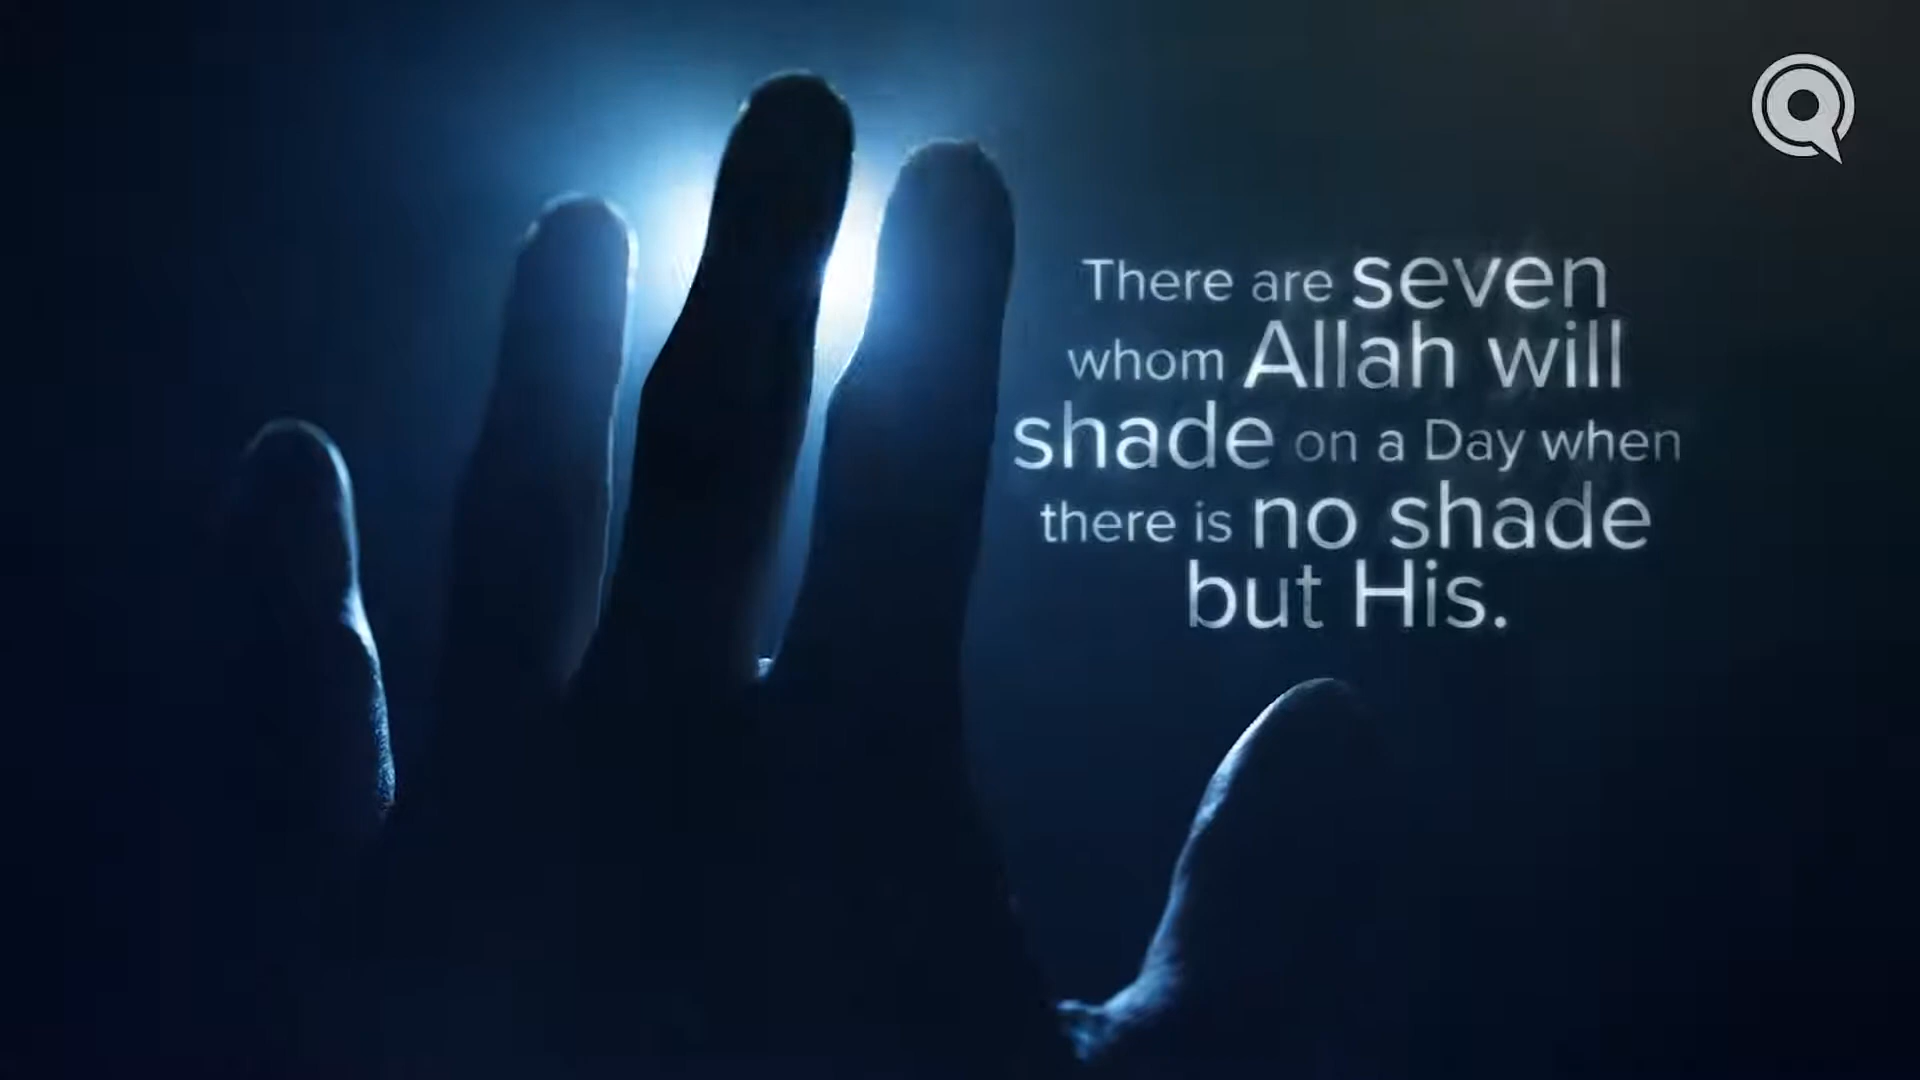 There are seven
whom Allah will
shade on a Day when
there is no shade
but His.